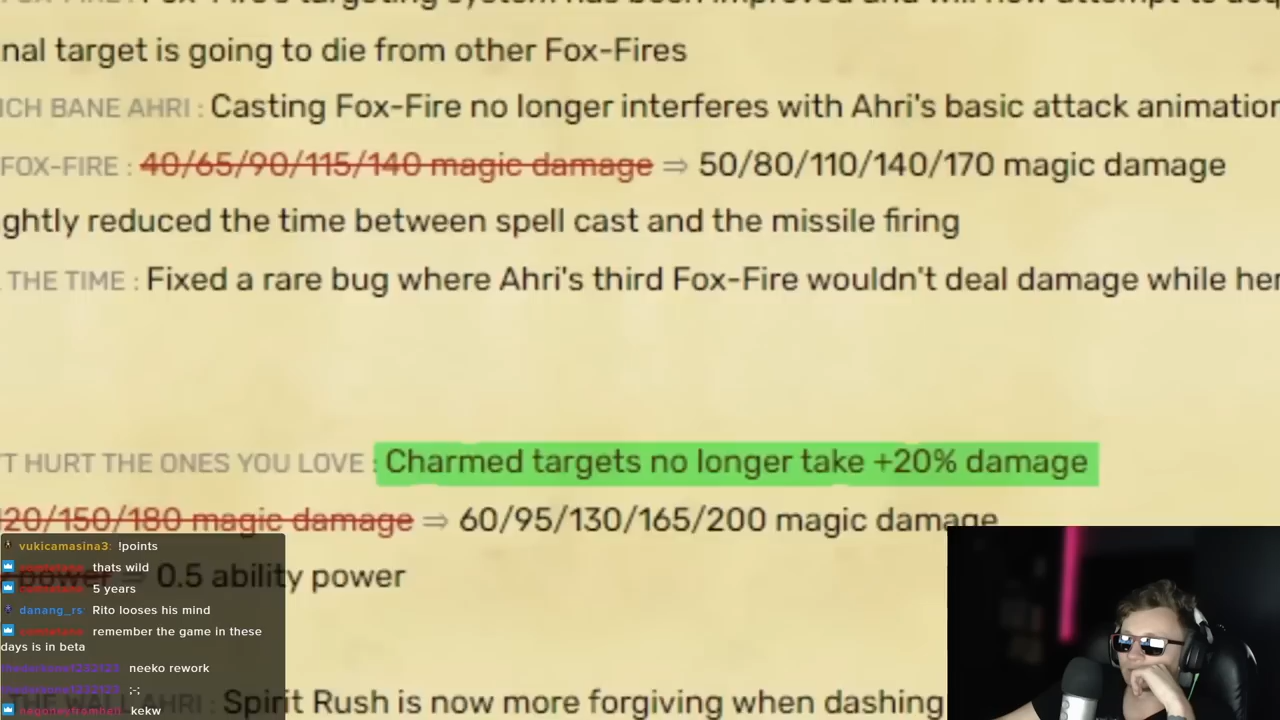 nal target is going to die from other Fox-Fires
ICH BANE AHRI : Casting Fox-Fire no longer interferes with Ahri's basic attack animation
FOX-FIRE : 40/65/90/115/140 magic damage ⇒ 50/80/110/140/170 magic damage
ghtly reduced the time between spell cast and the missile firing
THE TIME : Fixed a rare bug where Ahri's third Fox-Fire wouldn't deal damage while her
'T HURT THE ONES YOU LOVE : Charmed targets no longer take +20% damage
120/150/180 magic damage ⇒ 60/95/130/165/200 magic damage
power ⇒ 0.5 ability power
AHRI : Spirit Rush is now more forgiving when dashing
vukicamasina3: !points
thats wild
5 years
danang_rs: Rito looses his mind
remember the game in these
days is in beta
neeko rework
;-;
kekw